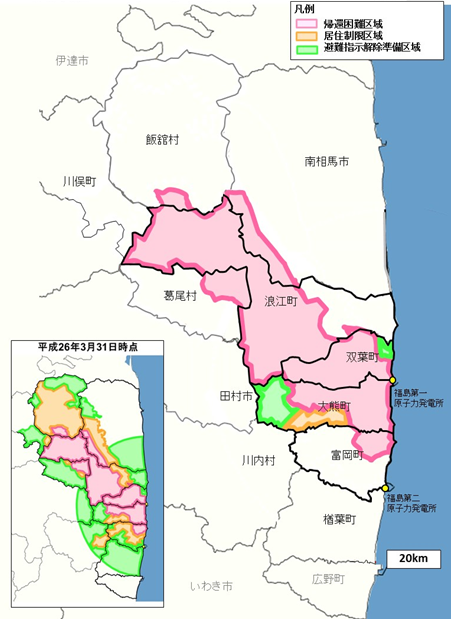 凡例
帰還困難区域
居住制限区域
避難指示解除準備区域
伊達市
飯舘村
南相馬市
川俣町
葛尾村
浪江町
平成26年3月31日時点
双葉町
福島第一
原子力発電所
田村市
大熊町
川内村
富岡町
福島第二
原子力発電所
楢葉町
20km
いわき市
広野町